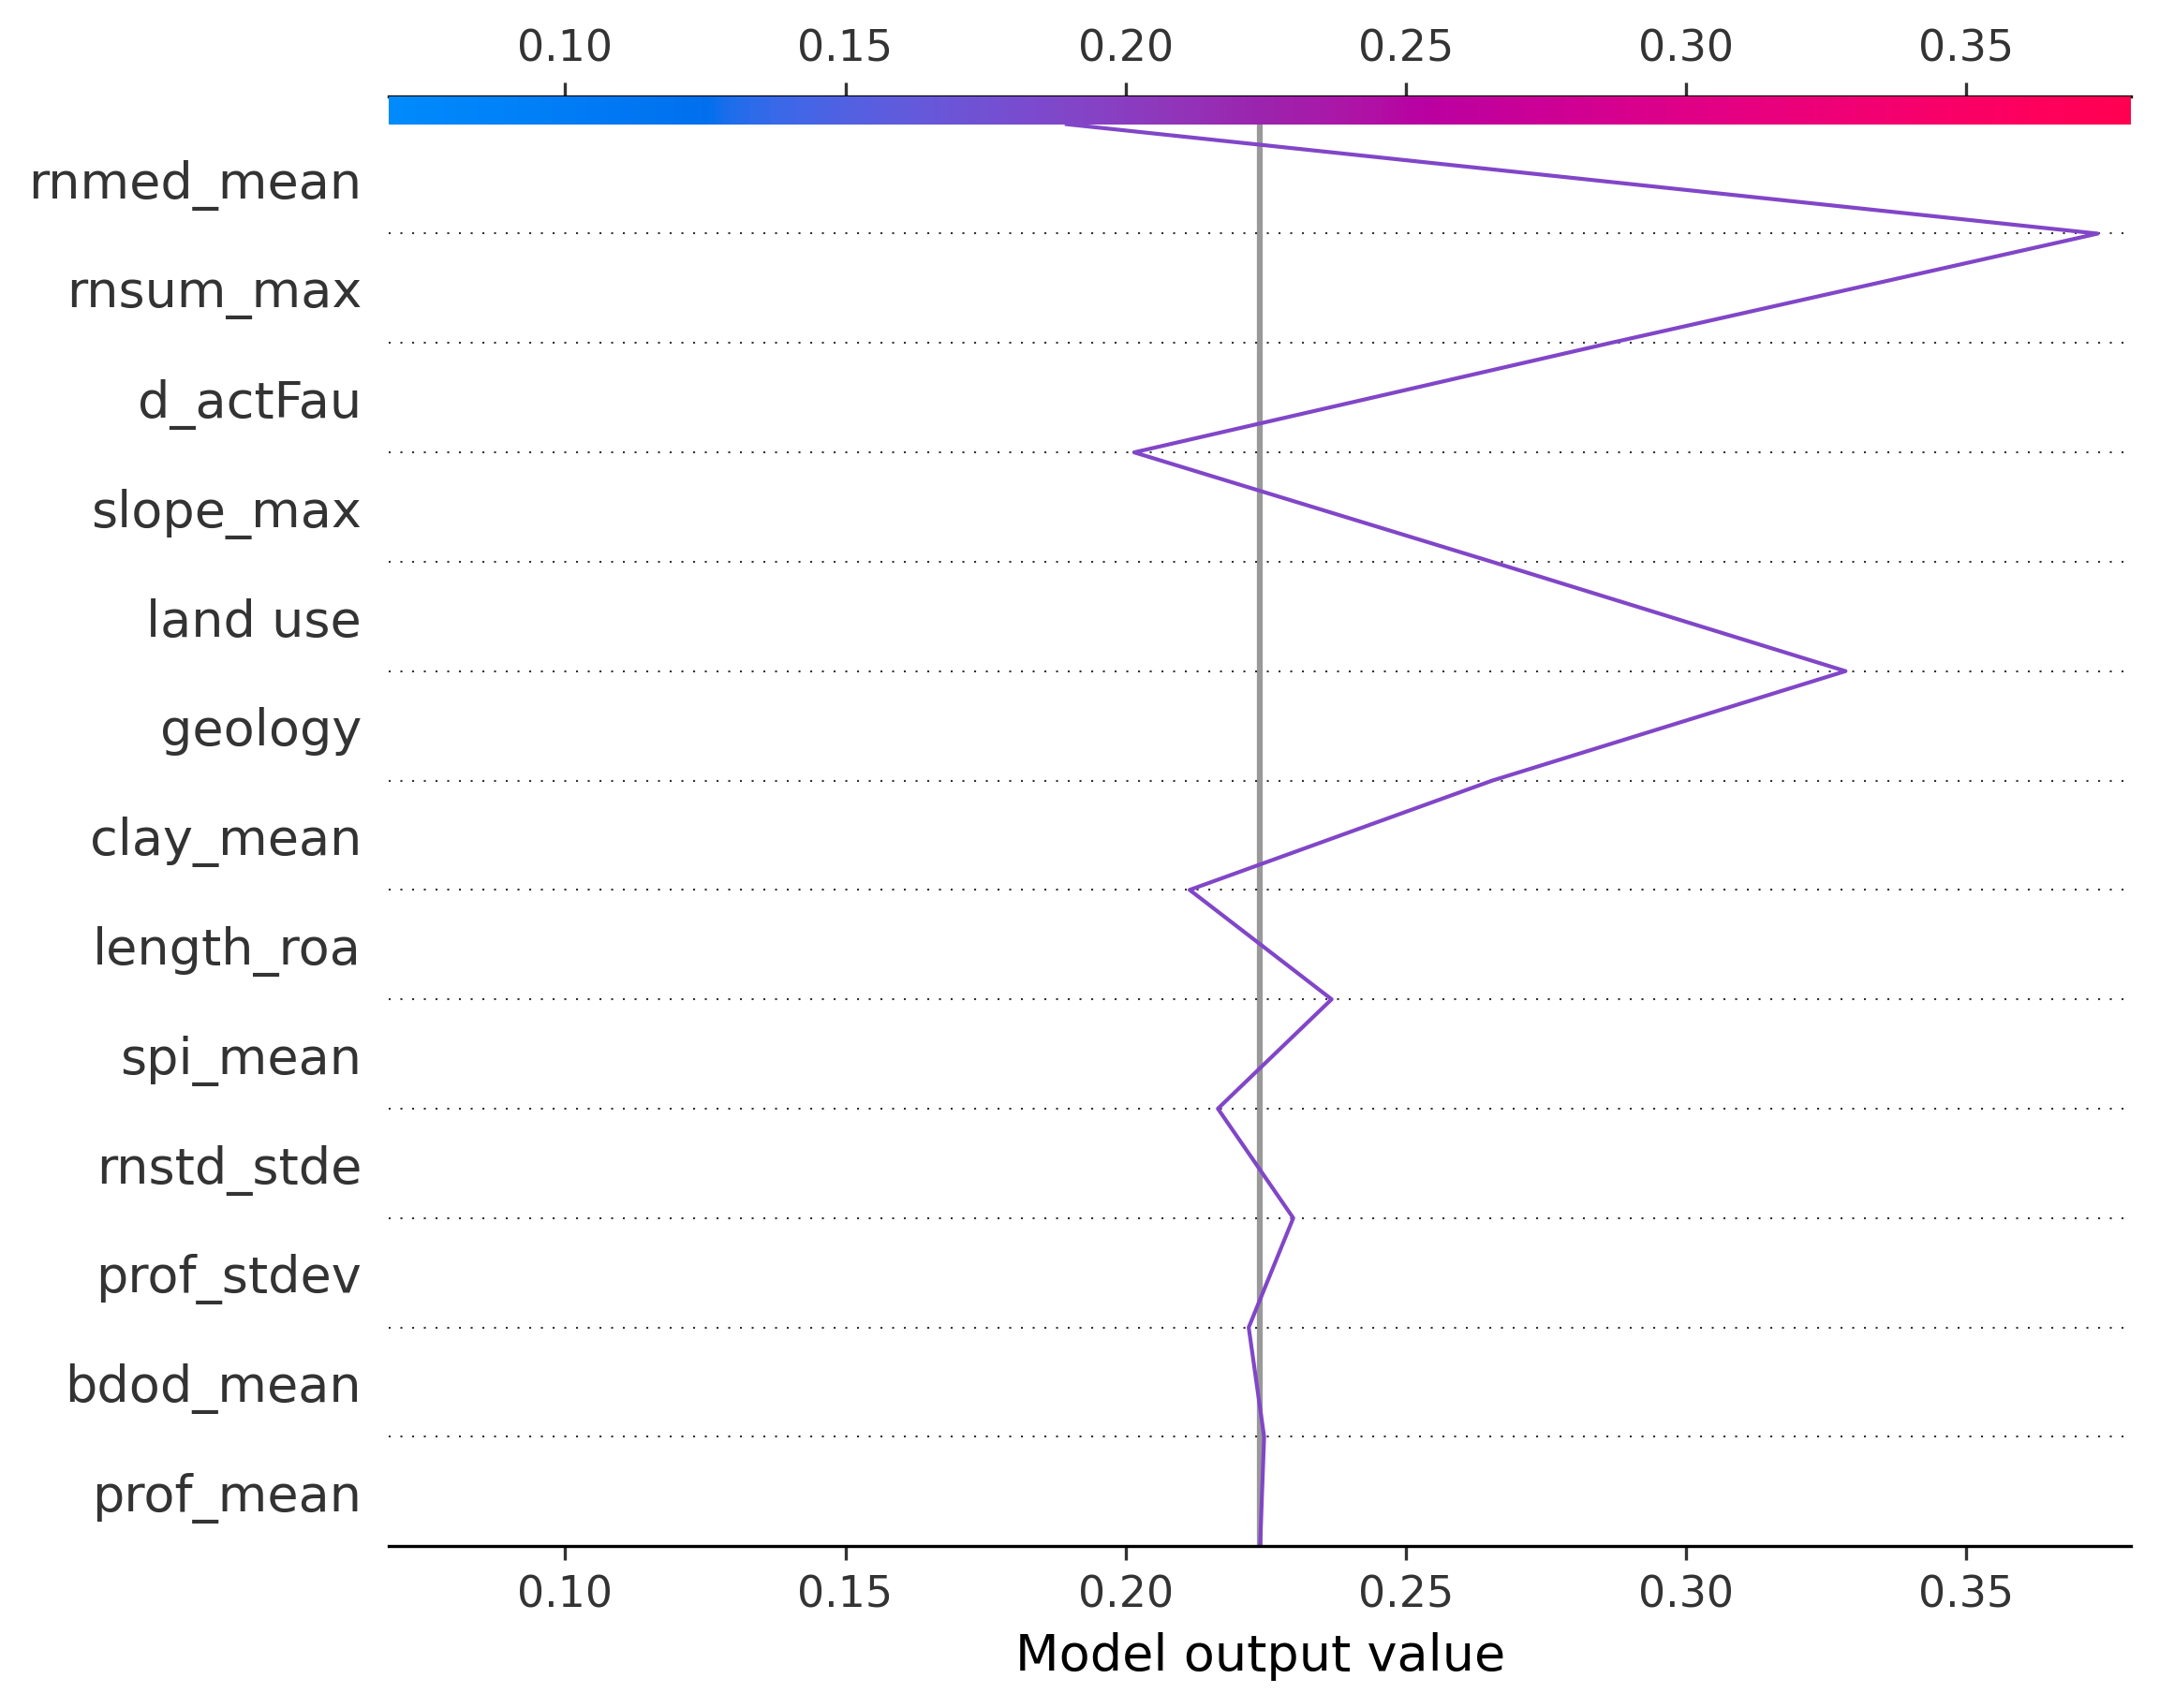 0.10 0.15 0.20 0.25 0.30 0.35
rnmed_mean
rnsum_max
d_actFau
slope_max
land use
geology
clay_mean
length_roa
spi_mean
rnstd_stde
prof_stdev
bdod_mean
prof_mean
0.10 0.15 0.20 0.25 0.30 0.35
Model output value